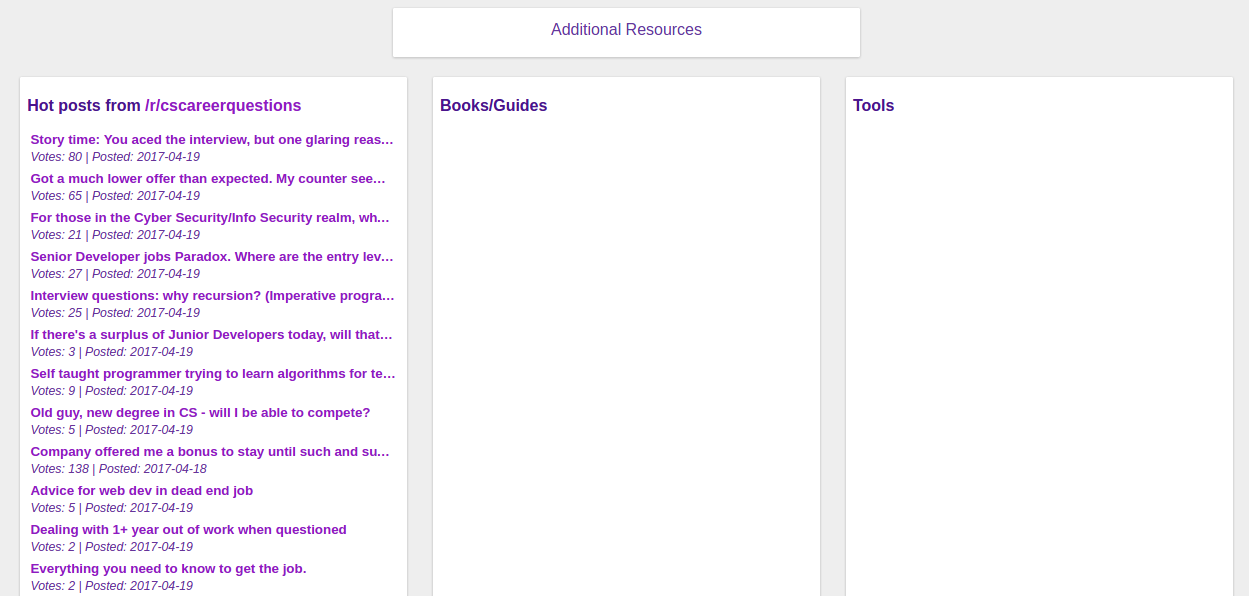 Additional Resources
Hot posts from /r/cscareerquestions
Story time: You aced the interview, but one glaring reas...
Votes: 80 | Posted: 2017-04-19
Got a much lower offer than expected. My counter see...
Votes: 65 | Posted: 2017-04-19
For those in the Cyber Security/Info Security realm, wh...
Votes: 21 | Posted: 2017-04-19
Senior Developer jobs Paradox. Where are the entry lev...
Votes: 27 | Posted: 2017-04-19
Interview questions: why recursion? (Imperative progra...
Votes: 25 | Posted: 2017-04-19
If there's a surplus of Junior Developers today, will that...
Votes: 3 | Posted: 2017-04-19
Self taught programmer trying to learn algorithms for te...
Votes: 9 | Posted: 2017-04-19
Old guy, new degree in CS - will I be able to compete?
Votes: 5 | Posted: 2017-04-19
Company offered me a bonus to stay until such and su...
Votes: 138 | Posted: 2017-04-18
Advice for web dev in dead end job
Votes: 5 | Posted: 2017-04-19
Dealing with 1+ year out of work when questioned
Votes: 2 | Posted: 2017-04-19
Everything you need to know to get the job.
Votes: 2 | Posted: 2017-04-19
Books/Guides
Tools